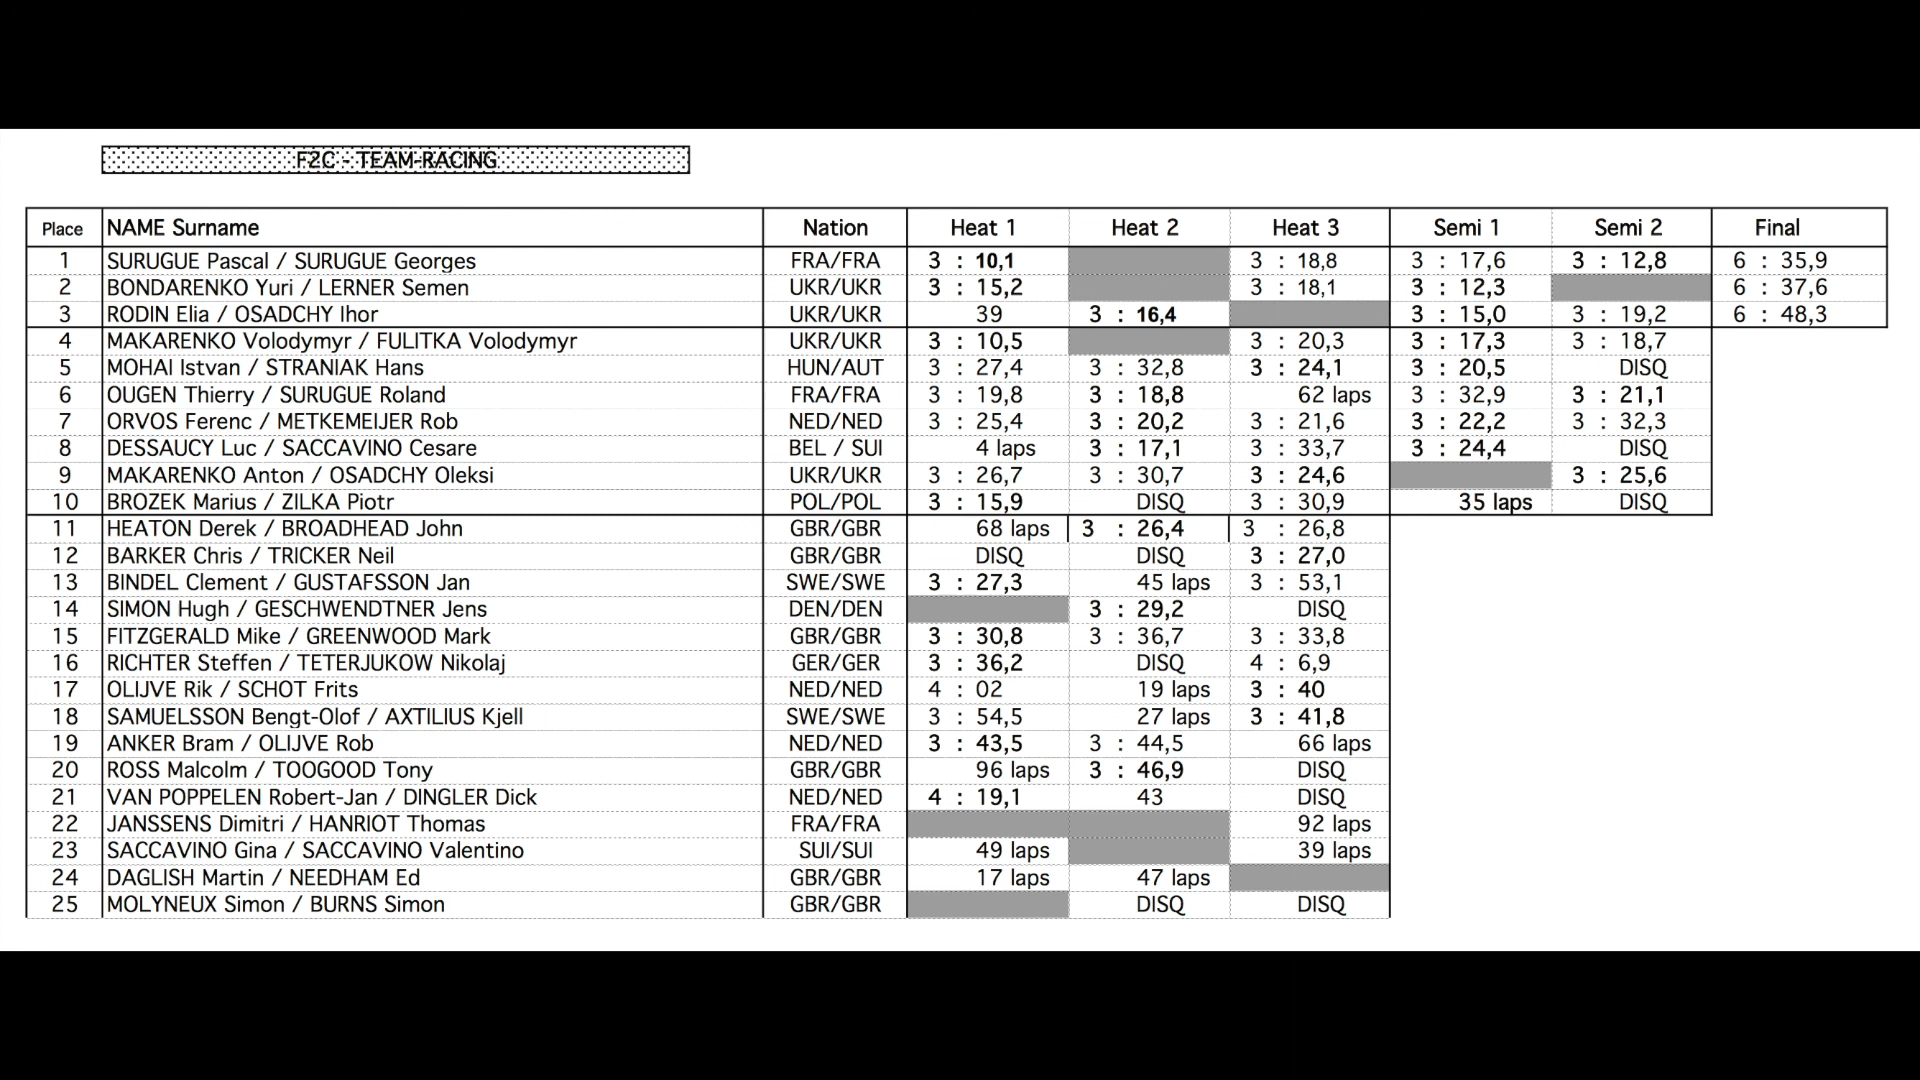 F2C - TEAM-RACING
Place NAME Surname Nation Heat 1 Heat 2 Heat 3 Semi 1 Semi 2 Final
1 SURUGUE Pascal / SURUGUE Georges FRA/FRA 3 : 10,1 3 : 18,8 3 : 17,6 3 : 12,8 6 : 35,9
2 BONDARENKO Yuri / LERNER Semen UKR/UKR 3 : 15,2 3 : 18,1 3 : 12,3 6 : 37,6
3 RODIN Elia / OSADCHY Ihor UKR/UKR 39 3 : 16,4 3 : 15,0 3 : 19,2 6 : 48,3
4 MAKARENKO Volodymyr / FULITKA Volodymyr UKR/UKR 3 : 10,5 3 : 20,3 3 : 17,3 3 : 18,7
5 MOHAI Istvan / STRANIAK Hans HUN/AUT 3 : 27,4 3 : 32,8 3 : 24,1 3 : 20,5 DISQ
6 OUGEN Thierry / SURUGUE Roland FRA/FRA 3 : 19,8 3 : 18,8 62 laps 3 : 32,9 3 : 21,1
7 ORVOS Ferenc / METKEMEIJER Rob NED/NED 3 : 25,4 3 : 20,2 3 : 21,6 3 : 22,2 3 : 32,3
8 DESSAUCY Luc / SACCAVINO Cesare BEL / SUI 4 laps 3 : 17,1 3 : 33,7 3 : 24,4 DISQ
9 MAKARENKO Anton / OSADCHY Oleksi UKR/UKR 3 : 26,7 3 : 30,7 3 : 24,6 3 : 25,6
10 BROZEK Marius / ZILKA Piotr POL/POL 3 : 15,9 DISQ 3 : 30,9 35 laps DISQ
11 HEATON Derek / BROADHEAD John GBR/GBR 68 laps 3 : 26,4 3 : 26,8
12 BARKER Chris / TRICKER Neil GBR/GBR DISQ DISQ 3 : 27,0
13 BINDEL Clement / GUSTAFSSON Jan SWE/SWE 3 : 27,3 45 laps 3 : 53,1
14 SIMON Hugh / GESCHWENDTNER Jens DEN/DEN 3 : 29,2 DISQ
15 FITZGERALD Mike / GREENWOOD Mark GBR/GBR 3 : 30,8 3 : 36,7 3 : 33,8
16 RICHTER Steffen / TETERJUKOW Nikolaj GER/GER 3 : 36,2 DISQ 4 : 6,9
17 OLIJVE Rik / SCHOT Frits NED/NED 4 : 02 19 laps 3 : 40
18 SAMUELSSON Bengt-Olof / AXTILIUS Kjell SWE/SWE 3 : 54,5 27 laps 3 : 41,8
19 ANKER Bram / OLIJVE Rob NED/NED 3 : 43,5 3 : 44,5 66 laps
20 ROSS Malcolm / TOOGOOD Tony GBR/GBR 96 laps 3 : 46,9 DISQ
21 VAN POPPELEN Robert-Jan / DINGLER Dick NED/NED 4 : 19,1 43 DISQ
22 JANSSENS Dimitri / HANRIOT Thomas FRA/FRA 92 laps
23 SACCAVINO Gina / SACCAVINO Valentino SUI/SUI 49 laps 39 laps
24 DAGLISH Martin / NEEDHAM Ed GBR/GBR 17 laps 47 laps
25 MOLYNEUX Simon / BURNS Simon GBR/GBR DISQ DISQ